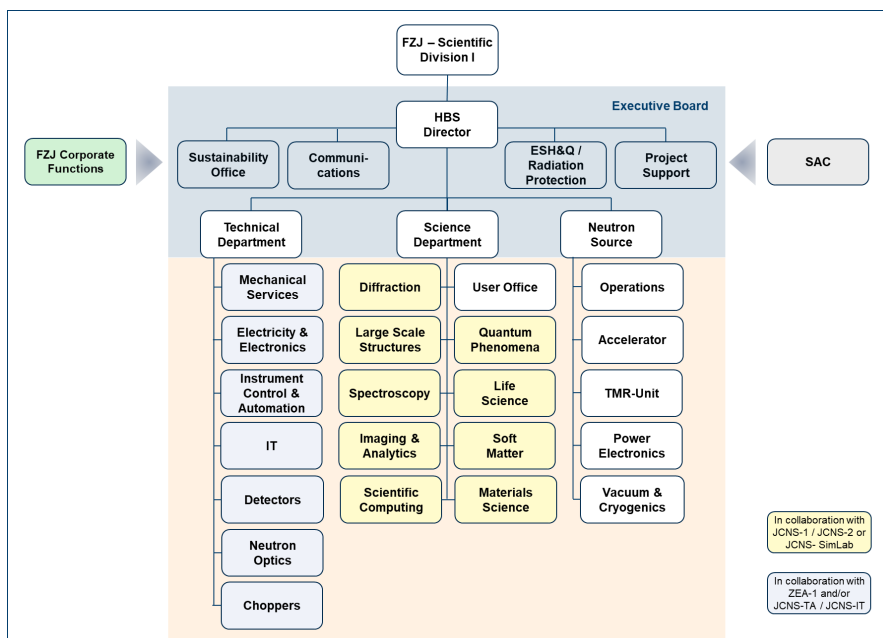 FZJ – Scientific
Division I
Executive Board
HBS
Director
FZJ Corporate
Functions
Sustainability
Office
Communi-
cations
ESH&Q /
Radiation
Protection
Project
Support
SAC
Technical
Department
Science
Department
Neutron
Source
Mechanical
Services
Electricity &
Electronics
Instrument
Control &
Automation
IT
Detectors
Neutron
Optics
Choppers
Diffraction
Large Scale
Structures
Spectroscopy
Imaging &
Analytics
Scientific
Computing
User Office
Quantum
Phenomena
Life
Science
Soft
Matter
Materials
Science
Operations
Accelerator
TMR-Unit
Power
Electronics
Vacuum &
Cryogenics
In collaboration with
JCNS-1 / JCNS-2 or
JCNS- SimLab
In collaboration with
ZEA-1 and/or
JCNS-TA / JCNS-IT